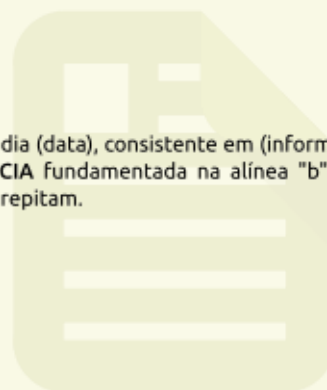 dia (data), consistente em (inform
CIA fundamentada na alínea "b"
repitam.